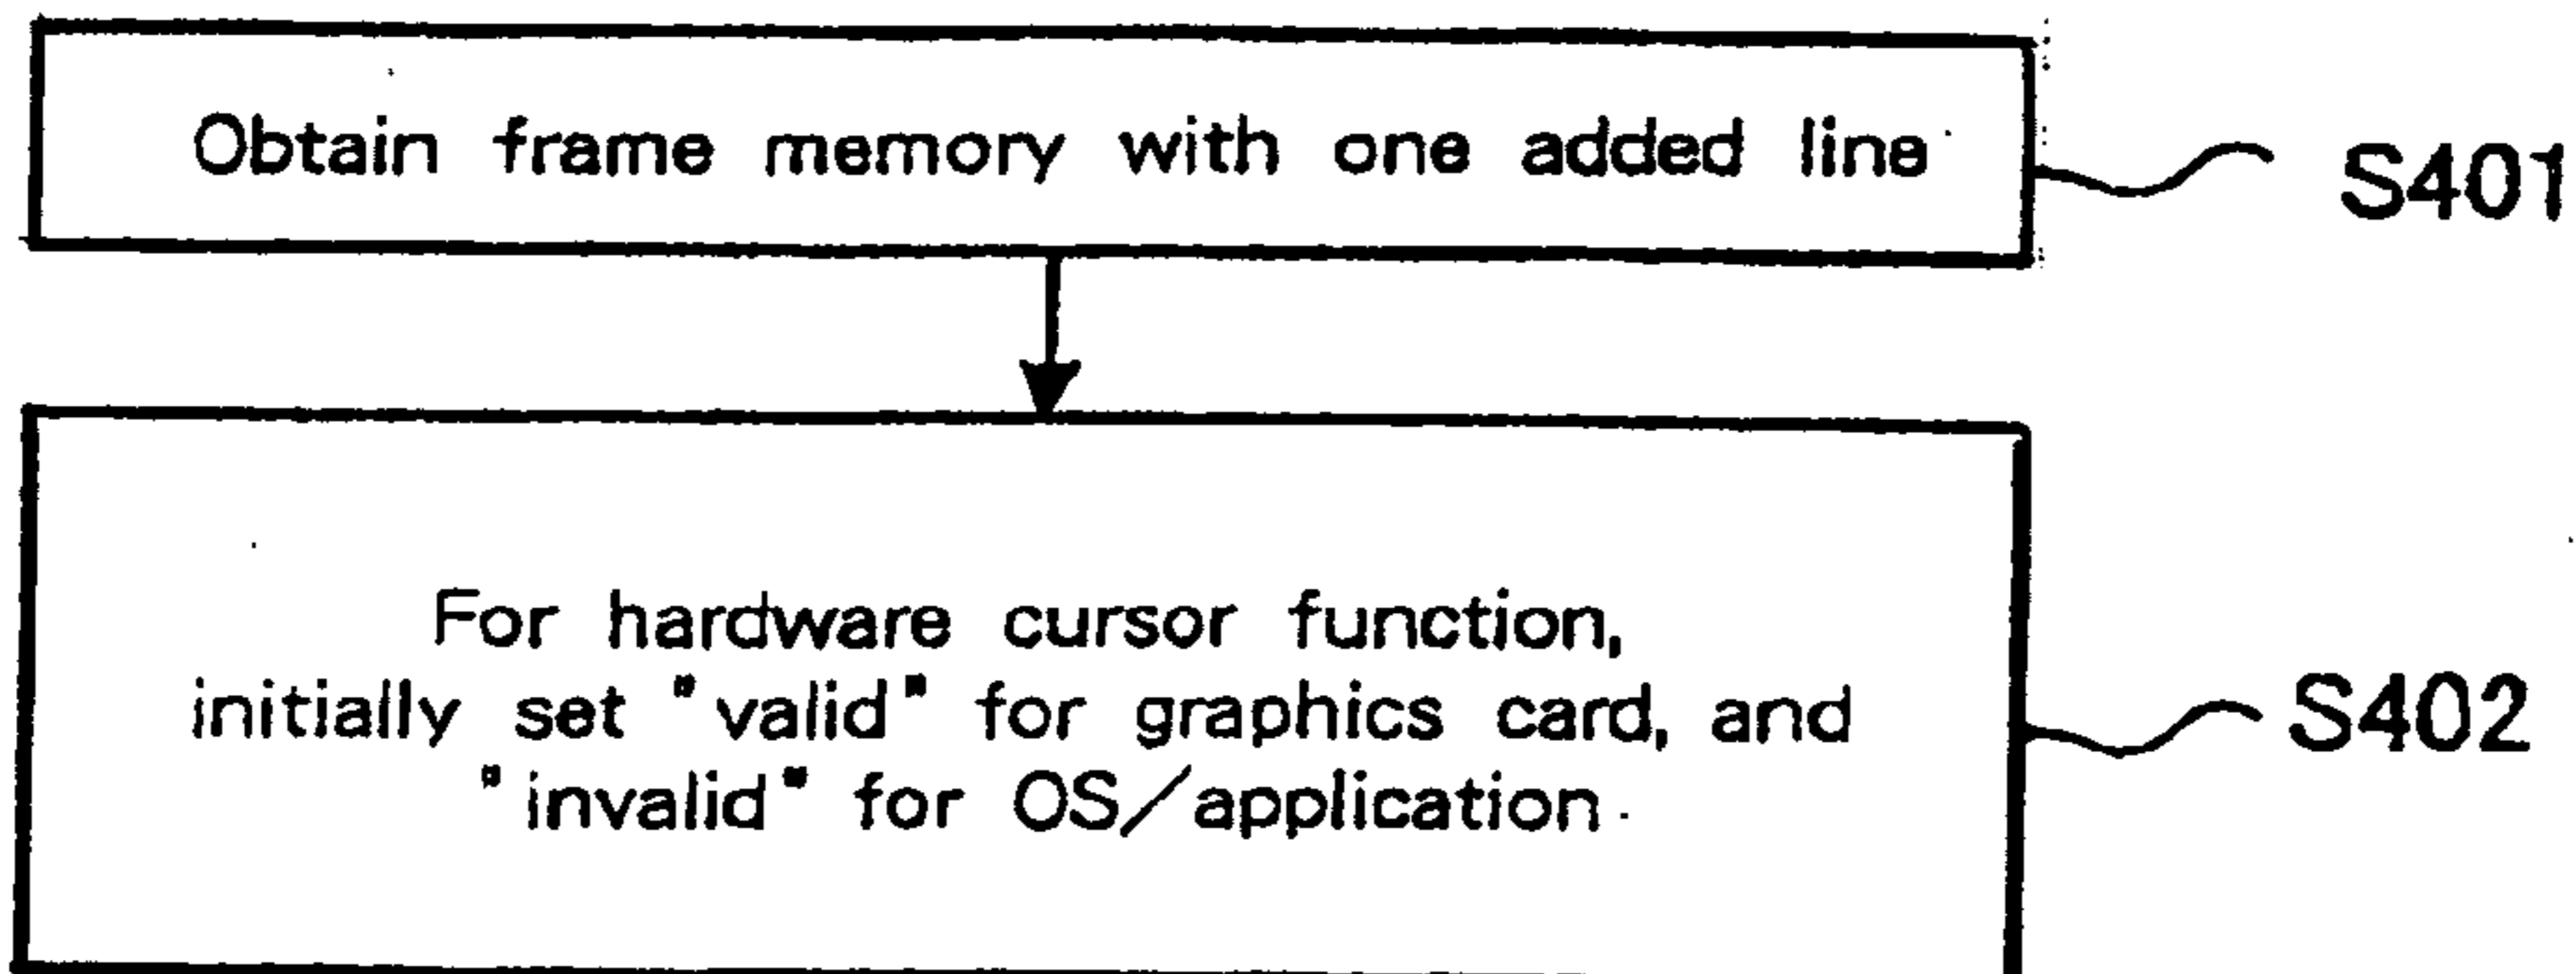 Obtain frame memory with one added line
S401
For hardware cursor function,
initially set "valid" for graphics card, and
"invalid" for OS/application
S402